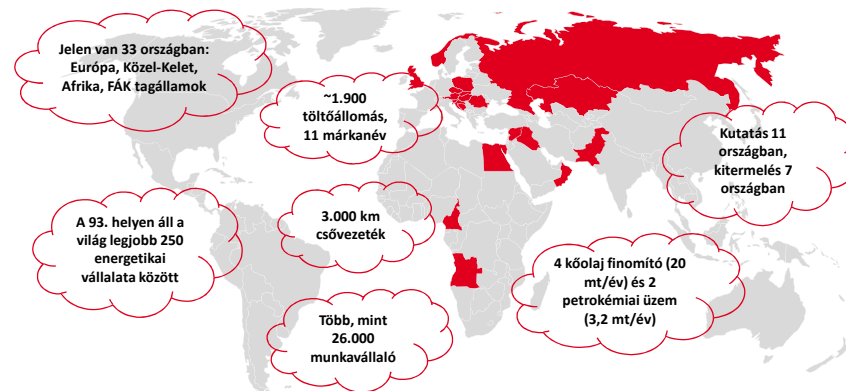 Jelen van 33 országban:
Európa, Közel-Kelet,
Afrika, FÁK tagállamok
~1.900
töltőállomás,
11 márkanév
Kutatás 11
országban,
kitermelés 7
országban
A 93. helyen áll a
világ legjobb 250
energetikai
vállalata között
3.000 km
csővezeték
4 kőolaj finomító (20
mt/év) és 2
petrokémiai üzem
(3,2 mt/év)
Több, mint
26.000
munkavállaló